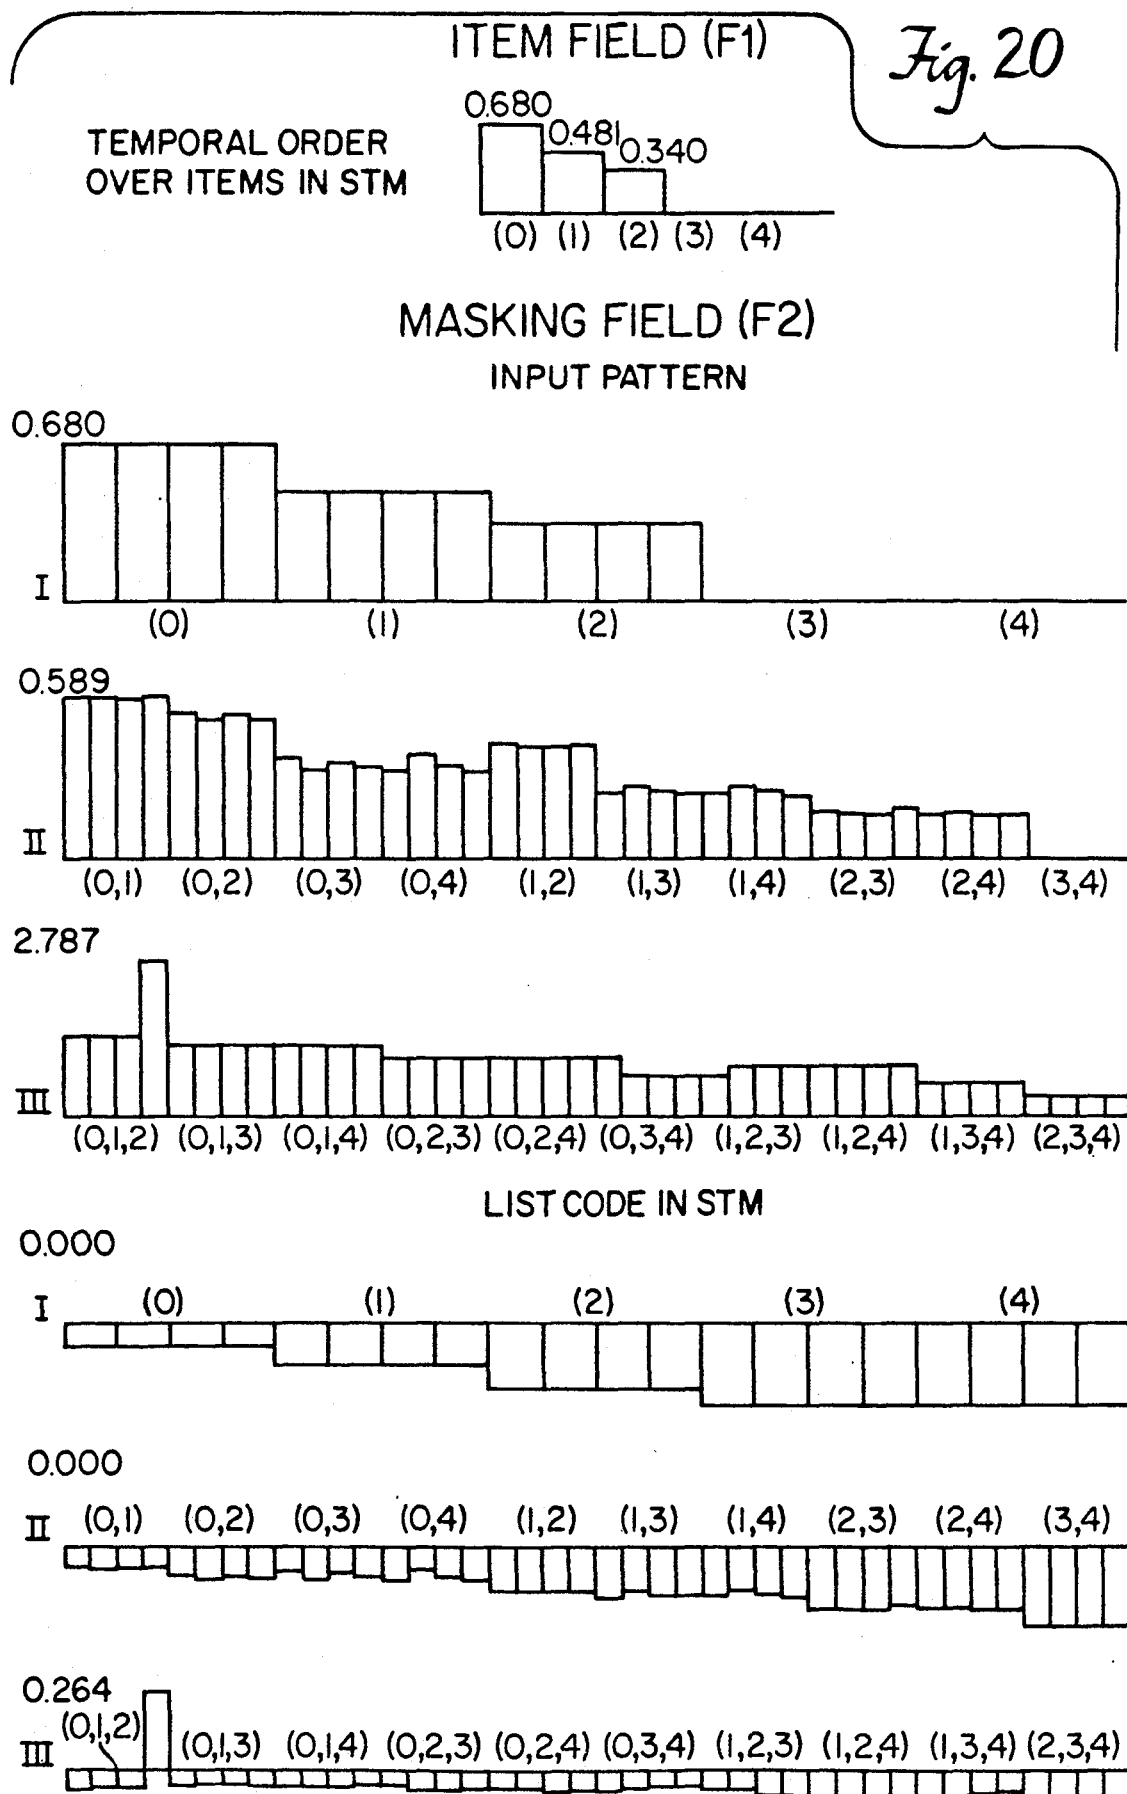 ITEM FIELD (F1)
Fig. 20
0.680
0.481
0.340
TEMPORAL ORDER
OVER ITEMS IN STM
(0) (1) (2) (3) (4)
MASKING FIELD (F2)
INPUT PATTERN
0.680
I
(0) (1) (2) (3) (4)
0.589
II
(0,1) (0,2) (0,3) (0,4) (1,2) (1,3) (1,4) (2,3) (2,4) (3,4)
2.787
III
(0,1,2) (0,1,3) (0,1,4) (0,2,3) (0,2,4) (0,3,4) (1,2,3) (1,2,4) (1,3,4) (2,3,4)
LIST CODE IN STM
0.000
I (0) (1) (2) (3) (4)
0.000
II (0,1) (0,2) (0,3) (0,4) (1,2) (1,3) (1,4) (2,3) (2,4) (3,4)
0.264
III (0,1,2) (0,1,3) (0,1,4) (0,2,3) (0,2,4) (0,3,4) (1,2,3) (1,2,4) (1,3,4) (2,3,4)